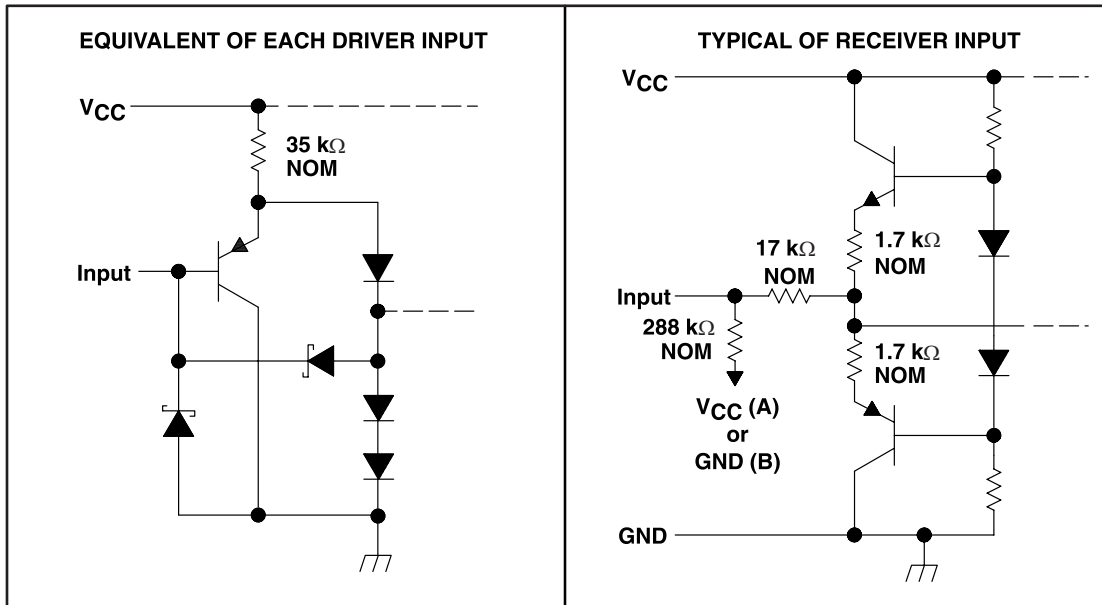 EQUIVALENT OF EACH DRIVER INPUT
VCC
35 kΩ
NOM
Input
TYPICAL OF RECEIVER INPUT
VCC
17 kΩ
NOM
1.7 kΩ
NOM
Input
288 kΩ
NOM
1.7 kΩ
NOM
VCC (A)
or
GND (B)
GND